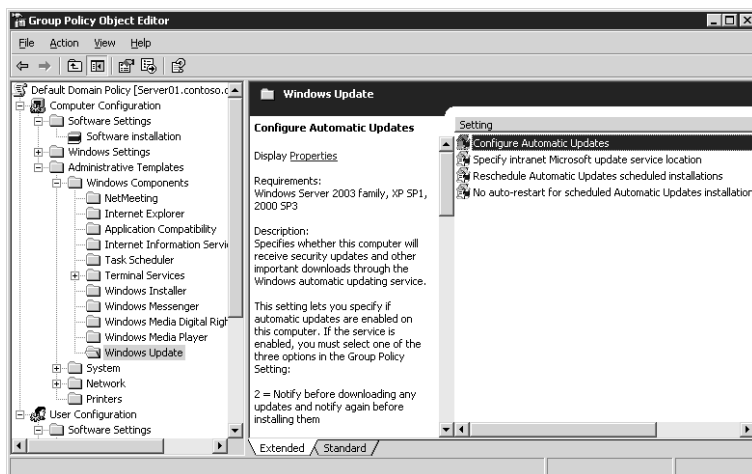 Group Policy Object Editor
File Action View Help
Default Domain Policy [Server01.contoso.c
Computer Configuration
Software Settings
Software installation
Windows Settings
Administrative Templates
Windows Components
NetMeeting
Internet Explorer
Application Compatibility
Internet Information Servi
Task Scheduler
Terminal Services
Windows Installer
Windows Messenger
Windows Media Digital Righ
Windows Media Player
Windows Update
System
Network
Printers
User Configuration
Software Settings
Windows Update
Configure Automatic Updates
Display Properties
Requirements:
Windows Server 2003 family, XP SP1,
2000 SP3
Description:
Specifies whether this computer will
receive security updates and other
important downloads through the
Windows automatic updating service.
This setting lets you specify if
automatic updates are enabled on
this computer. If the service is
enabled, you must select one of the
three options in the Group Policy
Setting:
2 = Notify before downloading any
updates and notify again before
installing them
Setting
Configure Automatic Updates
Specify intranet Microsoft update service location
Reschedule Automatic Updates scheduled installations
No auto-restart for scheduled Automatic Updates installation
Extended Standard